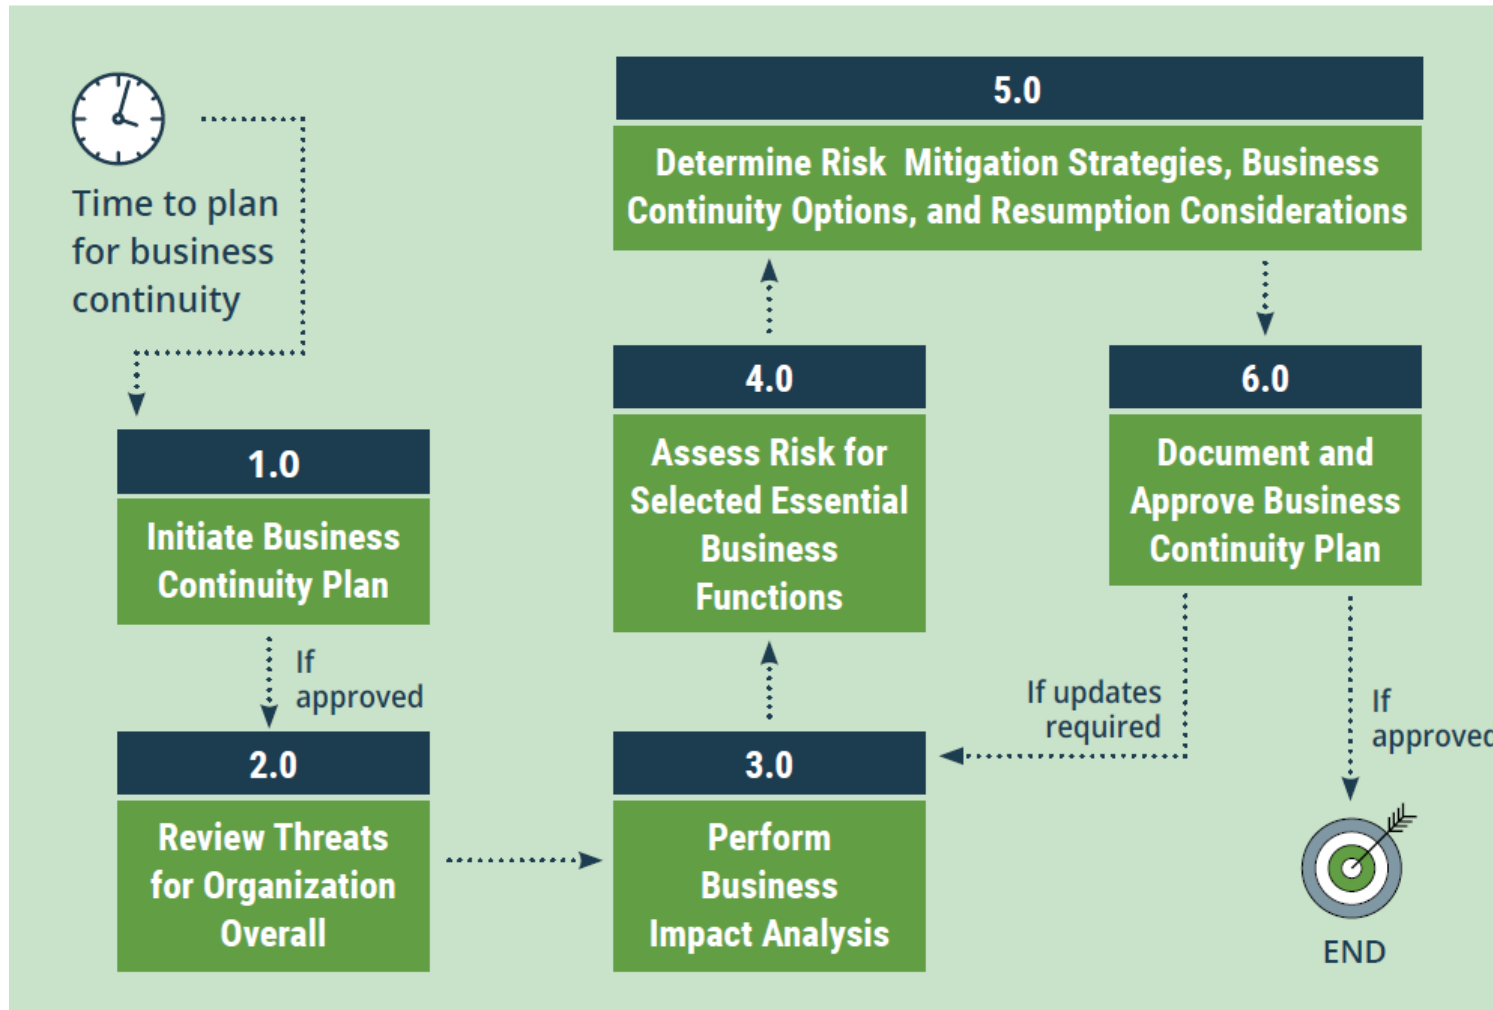 Time to plan
for business
continuity
1.0
Initiate Business
Continuity Plan
If
approved
2.0
Review Threats
for Organization
Overall
3.0
Perform
Business
Impact Analysis
4.0
Assess Risk for
Selected Essential
Business
Functions
5.0
Determine Risk Mitigation Strategies, Business
Continuity Options, and Resumption Considerations
6.0
Document and
Approve Business
Continuity Plan
If updates
required
If
approved
END